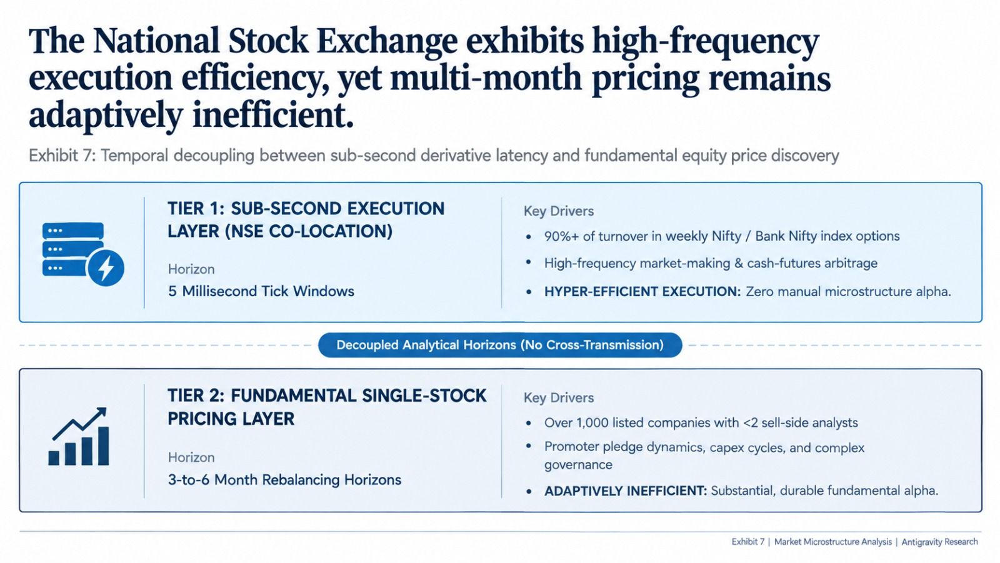 The National Stock Exchange exhibits high-frequency
execution efficiency, yet multi-month pricing remains
adaptively inefficient.
Exhibit 7: Temporal decoupling between sub-second derivative latency and fundamental equity price discovery
TIER 1: SUB-SECOND EXECUTION
LAYER (NSE CO-LOCATION)
Horizon
5 Millisecond Tick Windows
Key Drivers
• 90%+ of turnover in weekly Nifty / Bank Nifty index options
• High-frequency market-making & cash-futures arbitrage
• HYPER-EFFICIENT EXECUTION: Zero manual microstructure alpha.
Decoupled Analytical Horizons (No Cross-Transmission)
TIER 2: FUNDAMENTAL SINGLE-STOCK
PRICING LAYER
Horizon
3-to-6 Month Rebalancing Horizons
Key Drivers
• Over 1,000 listed companies with <2 sell-side analysts
• Promoter pledge dynamics, capex cycles, and complex
governance
• ADAPTIVELY INEFFICIENT: Substantial, durable fundamental alpha.
Exhibit 7 | Market Microstructure Analysis | Antigravity Research